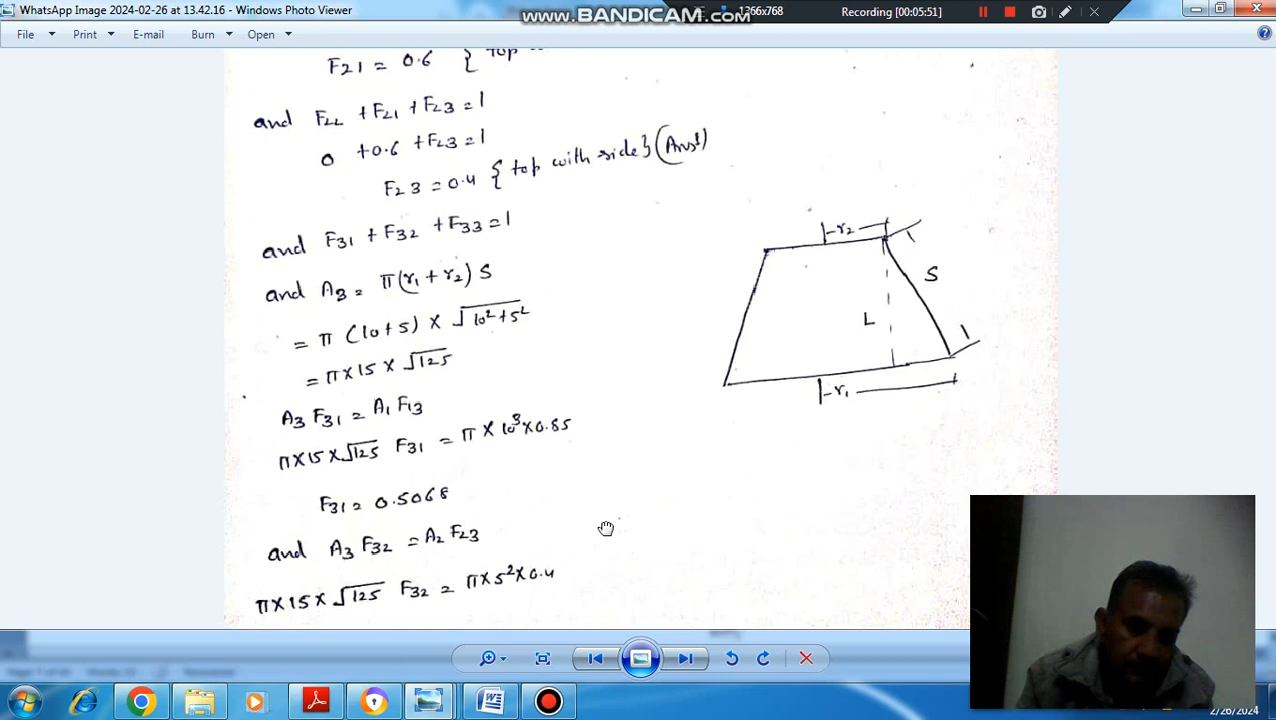 WhatsApp Image 2024-02-26 at 13.42.16 - Windows Photo Viewer
www.BANDICAM.com
1366x768
Recording [00:05:51]
File Print E-mail Burn Open
F21 = 0.6 { top
and F22 + F21 + F23 = 1
0 + 0.6 + F23 = 1
F23 = 0.4 { top with side} (Ans)
and F31 + F32 + F33 = 1
and A3 = π(r1 + r2) S
= π (10+5) × √10²+5²
= π×15 × √125
A3 F31 = A1 F13
π×15×√125 F31 = π × 10³×0.85
F31 = 0.5068
and A3 F32 = A2 F23
π×15×√125 F32 = π×5²×0.4
r2
S
L
r1
2/26/2024